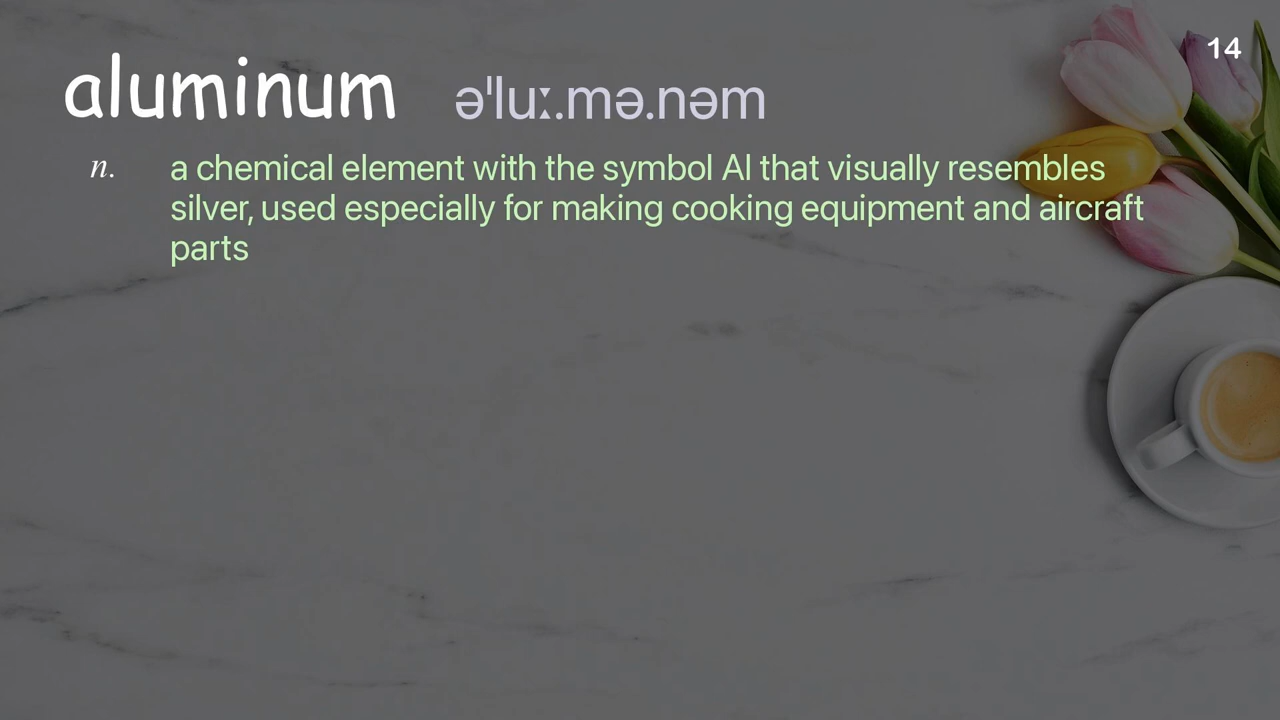 14
aluminum əˈluː.mə.nəm
n. a chemical element with the symbol Al that visually resembles
silver, used especially for making cooking equipment and aircraft
parts